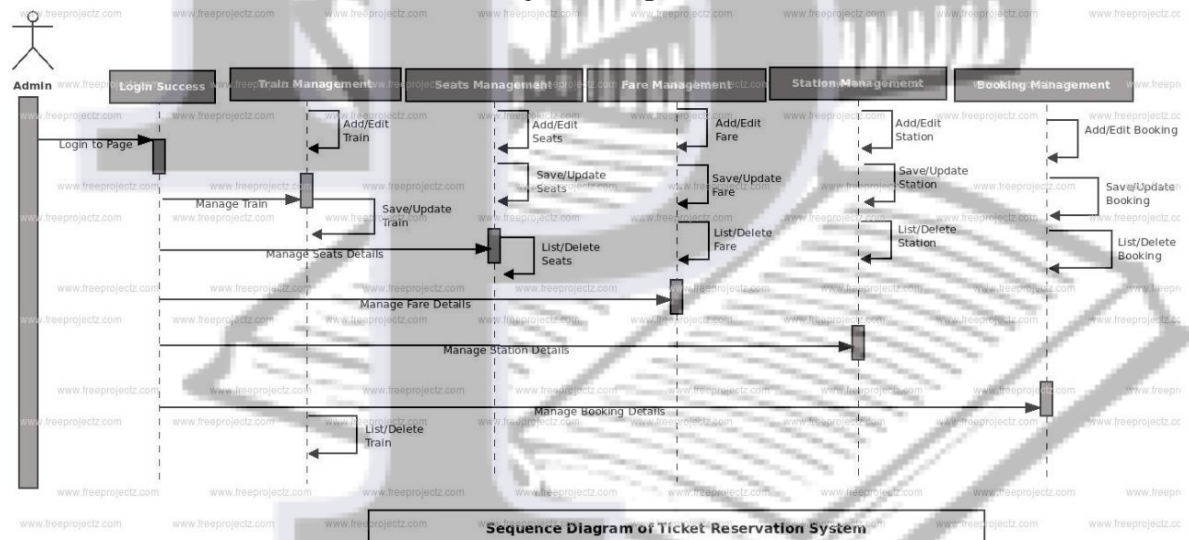 Admin
Login Success
Train Management
Seats Management
Fare Management
Station Management
Booking Management
Login to Page
Add/Edit
Train
Add/Edit
Seats
Add/Edit
Fare
Add/Edit
Station
Add/Edit Booking
Save/Update
Seats
Save/Update
Fare
Save/Update
Station
Save/Update
Booking
Manage Train
Save/Update
Train
List/Delete
Seats
List/Delete
Fare
List/Delete
Station
List/Delete
Booking
Manage Seats Details
Manage Fare Details
Manage Station Details
Manage Booking Details
List/Delete
Train
Sequence Diagram of Ticket Reservation System
www.freeprojectz.com